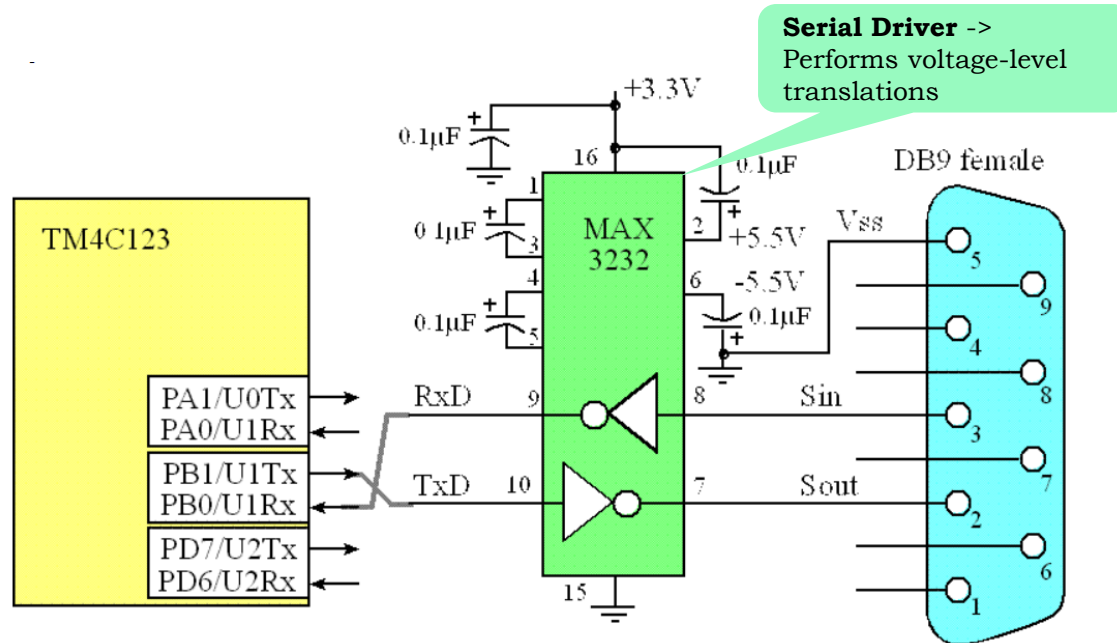 Serial Driver ->
Performs voltage-level
translations
-
+3.3V
0.1µF
+
16
0.1µF
+
DB9 female
TM4C123
MAX
3232
1
+
0.1µF
3
2
+5.5V
Vss
5
4
+
0.1µF
5
6
-5.5V
0.1µF
+
9
4
8
PA1/U0Tx
PA0/U1Rx
RxD
9
8
Sin
3
PB1/U1Tx
PB0/U1Rx
TxD
10
7
Sout
7
2
PD7/U2Tx
PD6/U2Rx
15
6
1